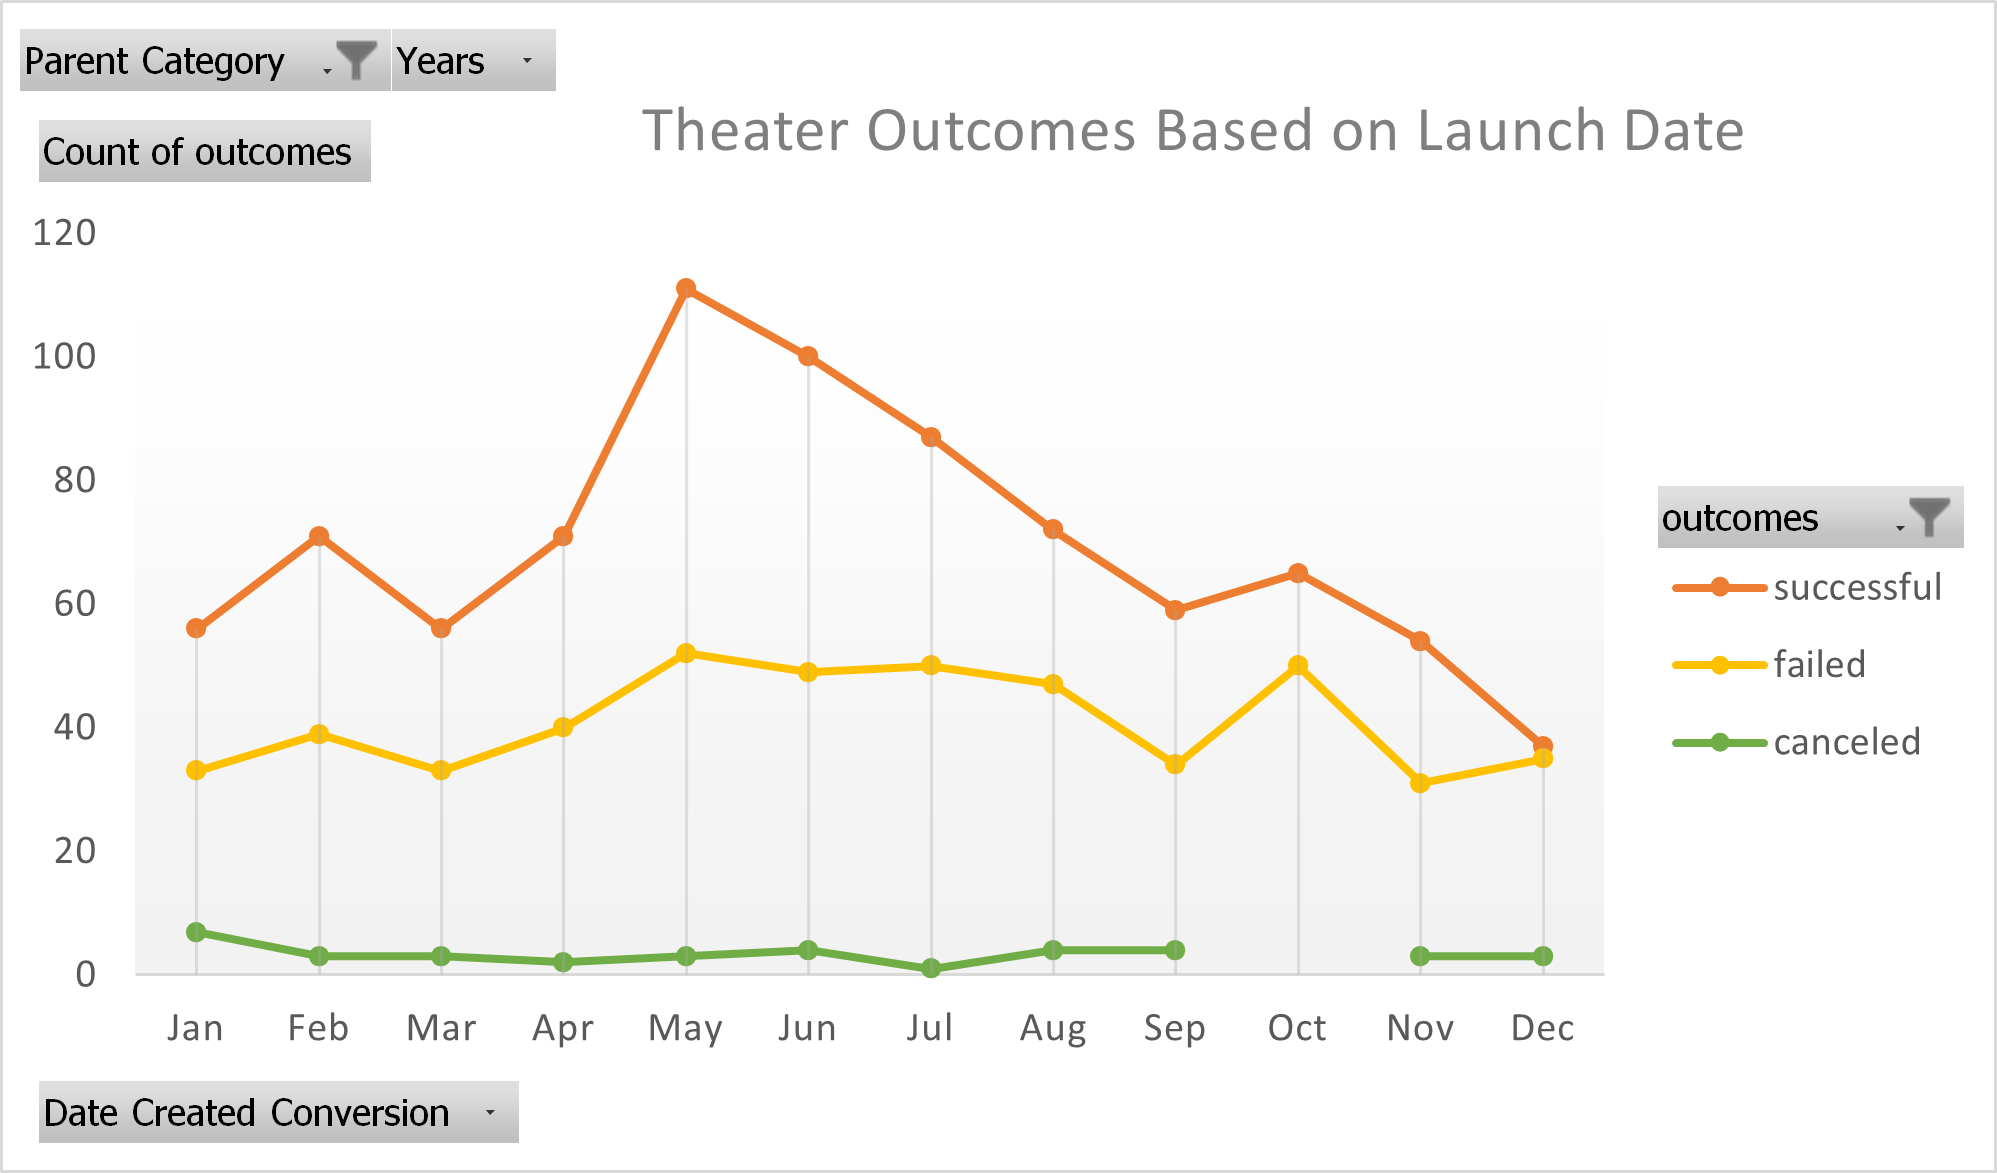 Parent Category Years
Count of outcomes
Theater Outcomes Based on Launch Date
120
100
80
60
40
20
0
Jan Feb Mar Apr May Jun Jul Aug Sep Oct Nov Dec
outcomes
successful
failed
canceled
Date Created Conversion